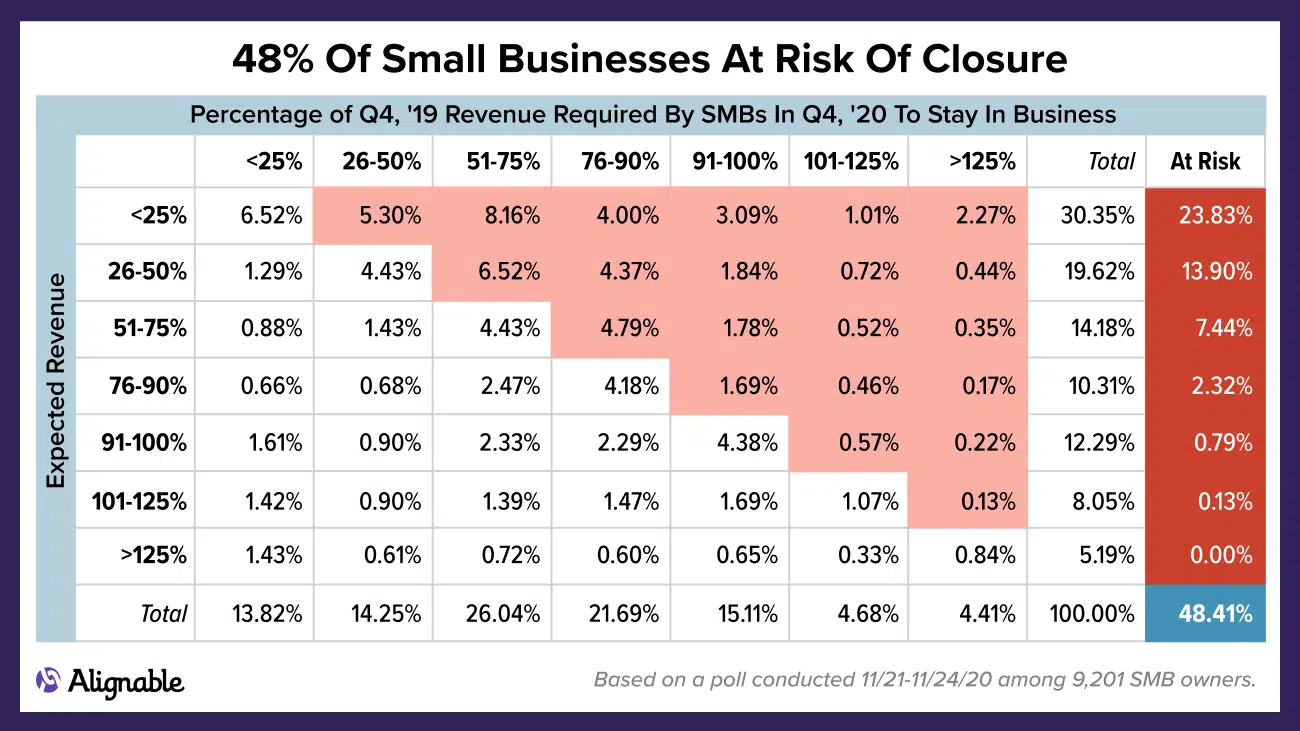 48% Of Small Businesses At Risk Of Closure
Percentage of Q4, '19 Revenue Required By SMBs In Q4, '20 To Stay In Business
<25% 26-50% 51-75% 76-90% 91-100% 101-125% >125% Total At Risk
Expected Revenue
<25% 6.52% 5.30% 8.16% 4.00% 3.09% 1.01% 2.27% 30.35% 23.83%
26-50% 1.29% 4.43% 6.52% 4.37% 1.84% 0.72% 0.44% 19.62% 13.90%
51-75% 0.88% 1.43% 4.43% 4.79% 1.78% 0.52% 0.35% 14.18% 7.44%
76-90% 0.66% 0.68% 2.47% 4.18% 1.69% 0.46% 0.17% 10.31% 2.32%
91-100% 1.61% 0.90% 2.33% 2.29% 4.38% 0.57% 0.22% 12.29% 0.79%
101-125% 1.42% 0.90% 1.39% 1.47% 1.69% 1.07% 0.13% 8.05% 0.13%
>125% 1.43% 0.61% 0.72% 0.60% 0.65% 0.33% 0.84% 5.19% 0.00%
Total 13.82% 14.25% 26.04% 21.69% 15.11% 4.68% 4.41% 100.00% 48.41%
Alignable
Based on a poll conducted 11/21-11/24/20 among 9,201 SMB owners.